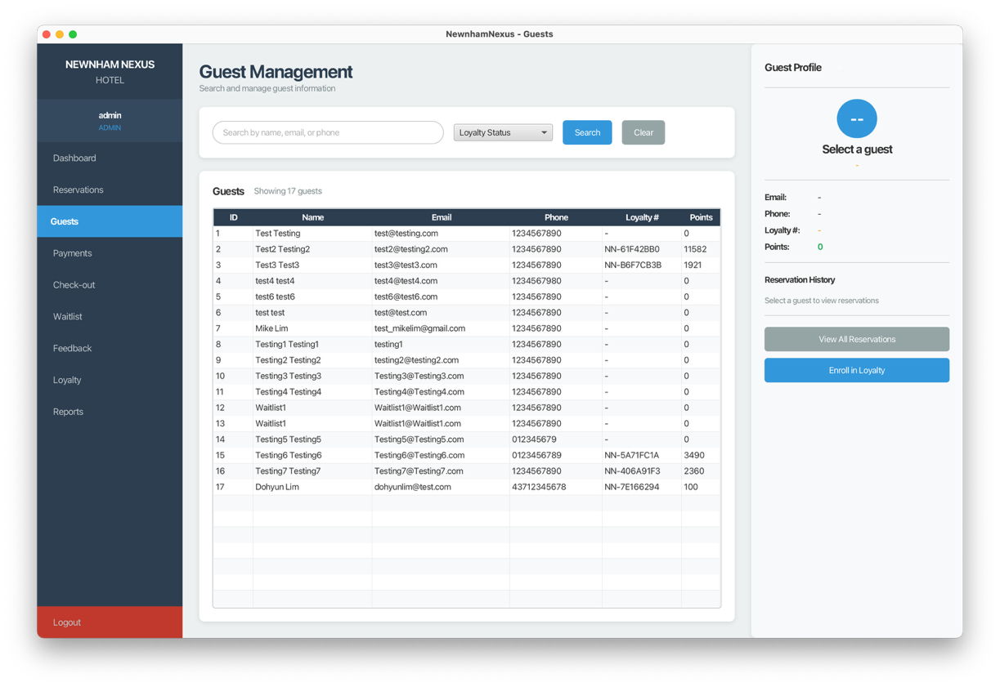 NewnhamNexus - Guests
NEWNHAM NEXUS
HOTEL
admin
ADMIN
Dashboard
Reservations
Guests
Payments
Check-out
Waitlist
Feedback
Loyalty
Reports
Logout
Guest Management
Search and manage guest information
Search by name, email, or phone
Loyalty Status
Search
Clear
Guests Showing 17 guests
ID Name Email Phone Loyalty # Points
1 Test Testing test@testing.com 1234567890 - 0
2 Test2 Testing2 test2@testing2.com 1234567890 NN-61F42BB0 11582
3 Test3 Test3 test3@test3.com 1234567890 NN-B6F7CB3B 1921
4 test4 test4 test4@test4.com 1234567980 - 0
5 test6 test6 test6@test6.com 1234567890 - 0
6 test test test@test.com 1234567890 - 0
7 Mike Lim test_mikelim@gmail.com 1234567890 - 0
8 Testing1 Testing1 testing1 1234567890 - 0
9 Testing2 Testing2 testing2@testing2.com 1234567890 - 0
10 Testing3 Testing3 Testing3@Testing3.com 1234567890 - 0
11 Testing4 Testing4 Testing4@Testing4.com 1234567890 - 0
12 Waitlist1 Waitlist1@Waitlist1.com 1234567890 - 0
13 Waitlist1 Waitlist1@Waitlist1.com 1234567890 - 0
14 Testing5 Testing5 Testing5@Testing5.com 012345679 - 0
15 Testing6 Testing6 Testing6@Testing6.com 0123456789 NN-5A71FC1A 3490
16 Testing7 Testing7 Testing7@Testing7.com 1234567890 NN-406A91F3 2360
17 Dohyun Lim dohyunlim@test.com 43712345678 NN-7E166294 100
Guest Profile
--
Select a guest
-
Email: -
Phone: -
Loyalty #: -
Points: 0
Reservation History
Select a guest to view reservations
View All Reservations
Enroll in Loyalty